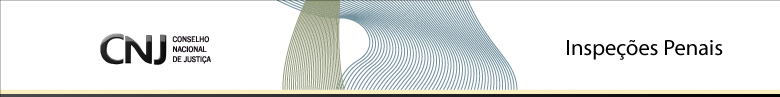 CNJ
CONSELHO
NACIONAL
DE JUSTIÇA
Inspeções Penais